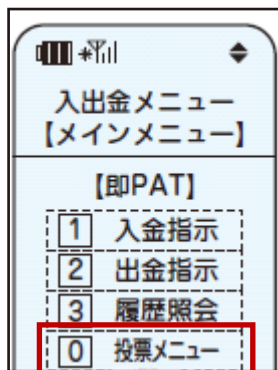 入出金メニュー
【メインメニュー】
【即PAT】
1 入金指示
2 出金指示
3 履歴照会
0 投票メニュー